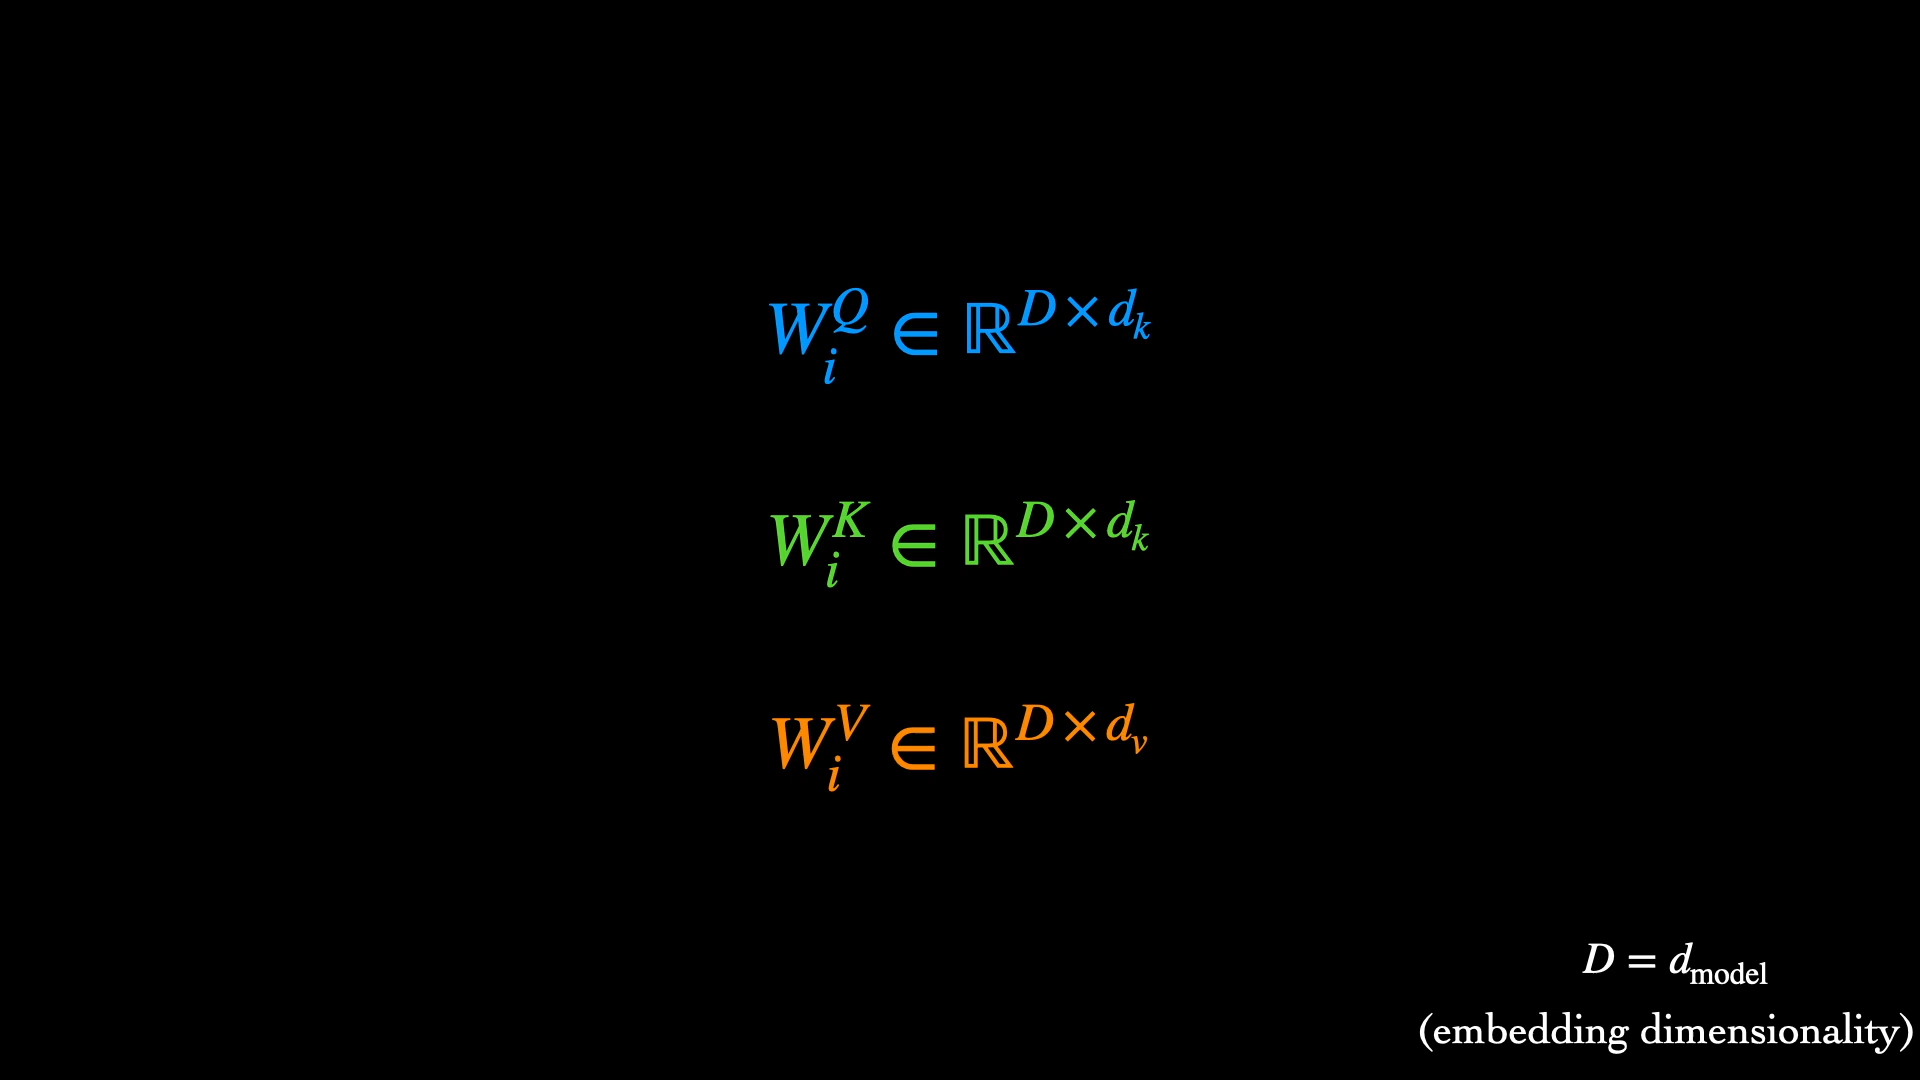 W_i^Q ∈ ℝ^{D × d_k}
W_i^K ∈ ℝ^{D × d_k}
W_i^V ∈ ℝ^{D × d_v}
D = d_model
(embedding dimensionality)